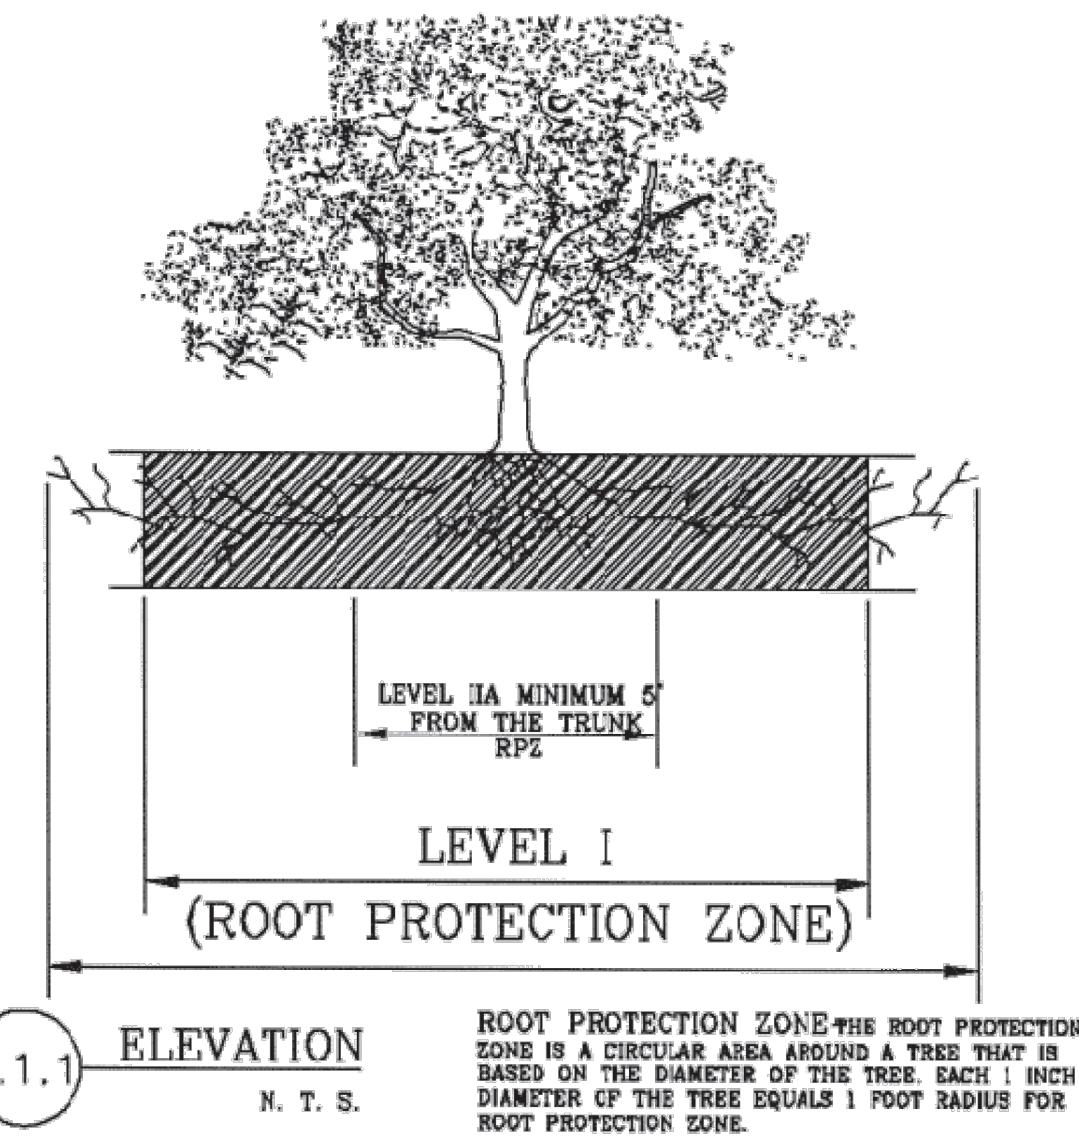 LEVEL IIA MINIMUM 5'
FROM THE TRUNK
RPZ
LEVEL I
(ROOT PROTECTION ZONE)
.1.1
ELEVATION
N. T. S.
ROOT PROTECTION ZONE-THE ROOT PROTECTION
ZONE IS A CIRCULAR AREA AROUND A TREE THAT IS
BASED ON THE DIAMETER OF THE TREE. EACH 1 INCH
DIAMETER OF THE TREE EQUALS 1 FOOT RADIUS FOR
ROOT PROTECTION ZONE.